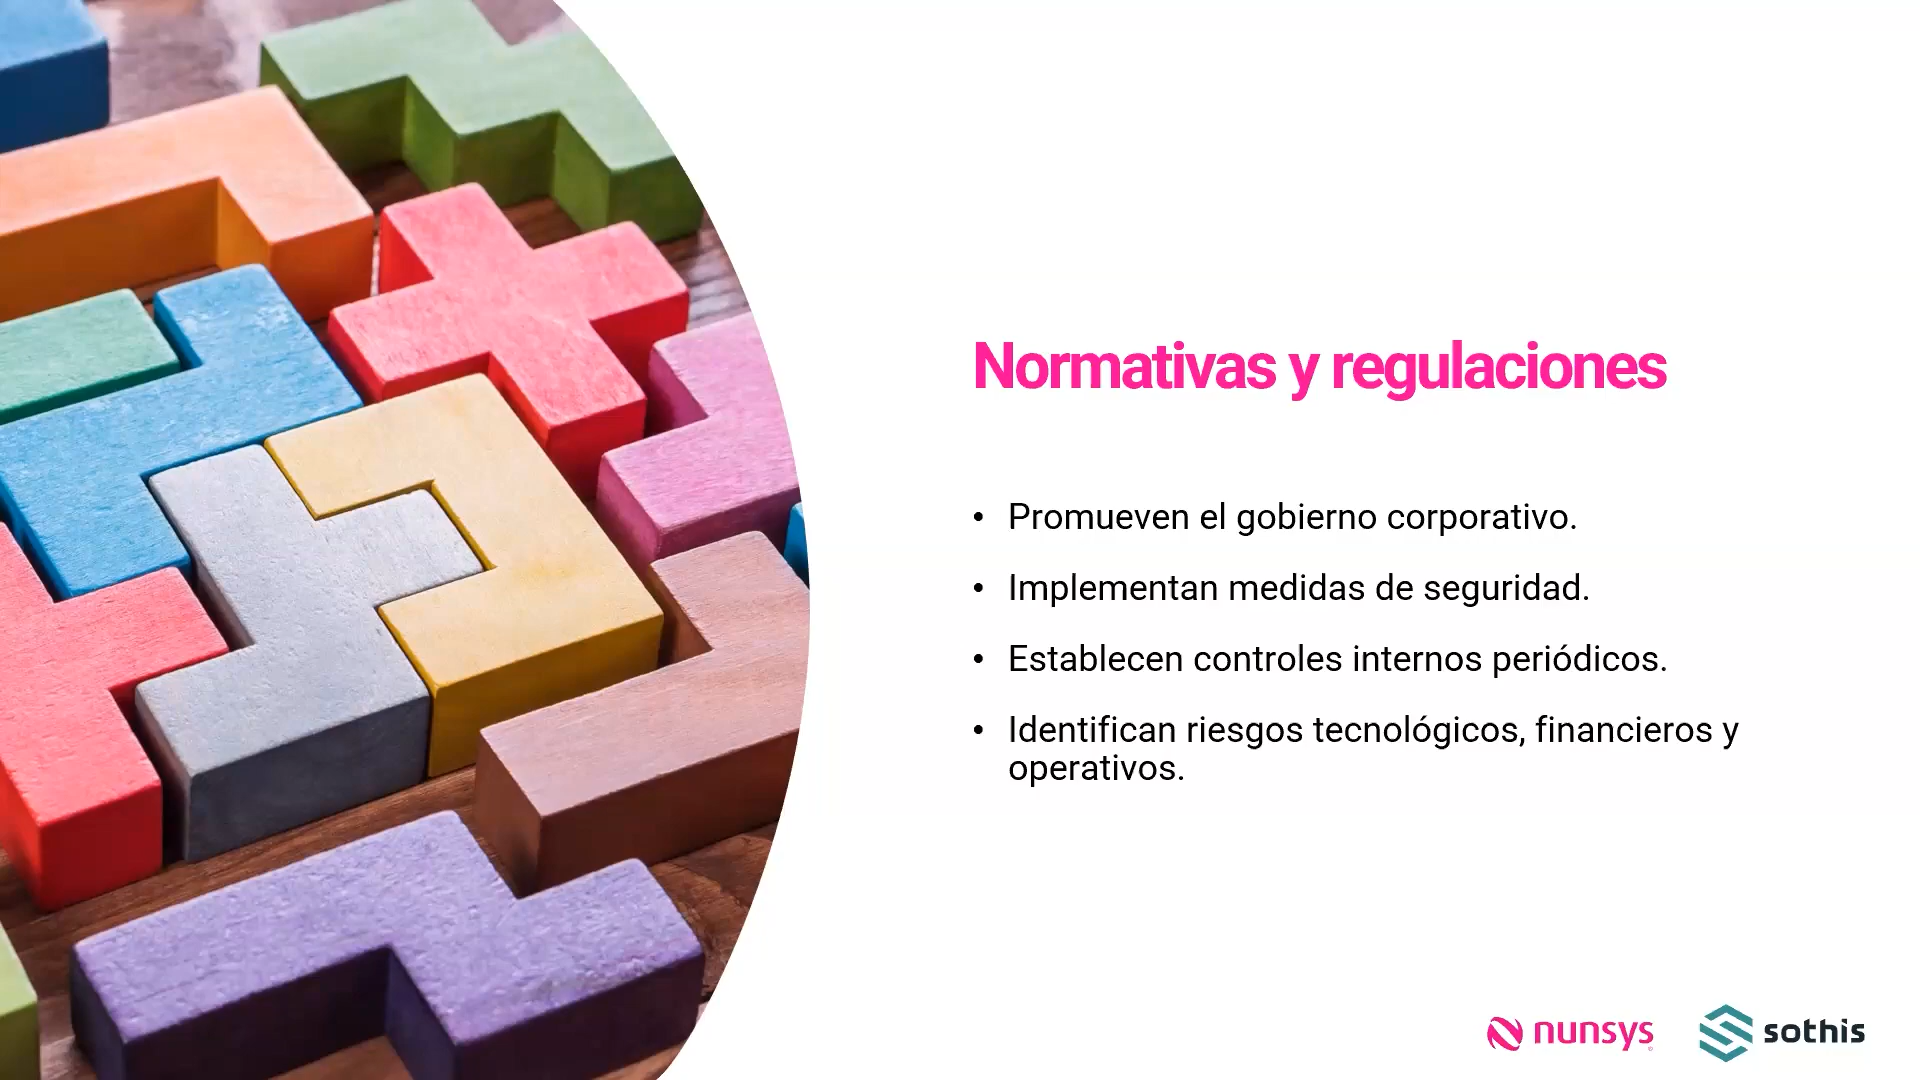 Normativas y regulaciones
• Promueven el gobierno corporativo.
• Implementan medidas de seguridad.
• Establecen controles internos periódicos.
• Identifican riesgos tecnológicos, financieros y
operativos.
nunsys
sothis